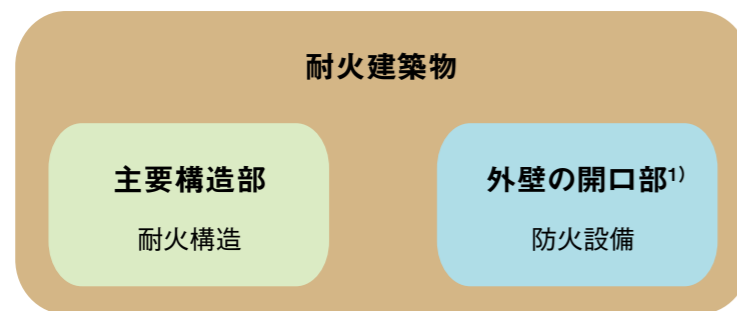 耐火建築物
主要構造部
耐火構造
外壁の開口部1)
防火設備